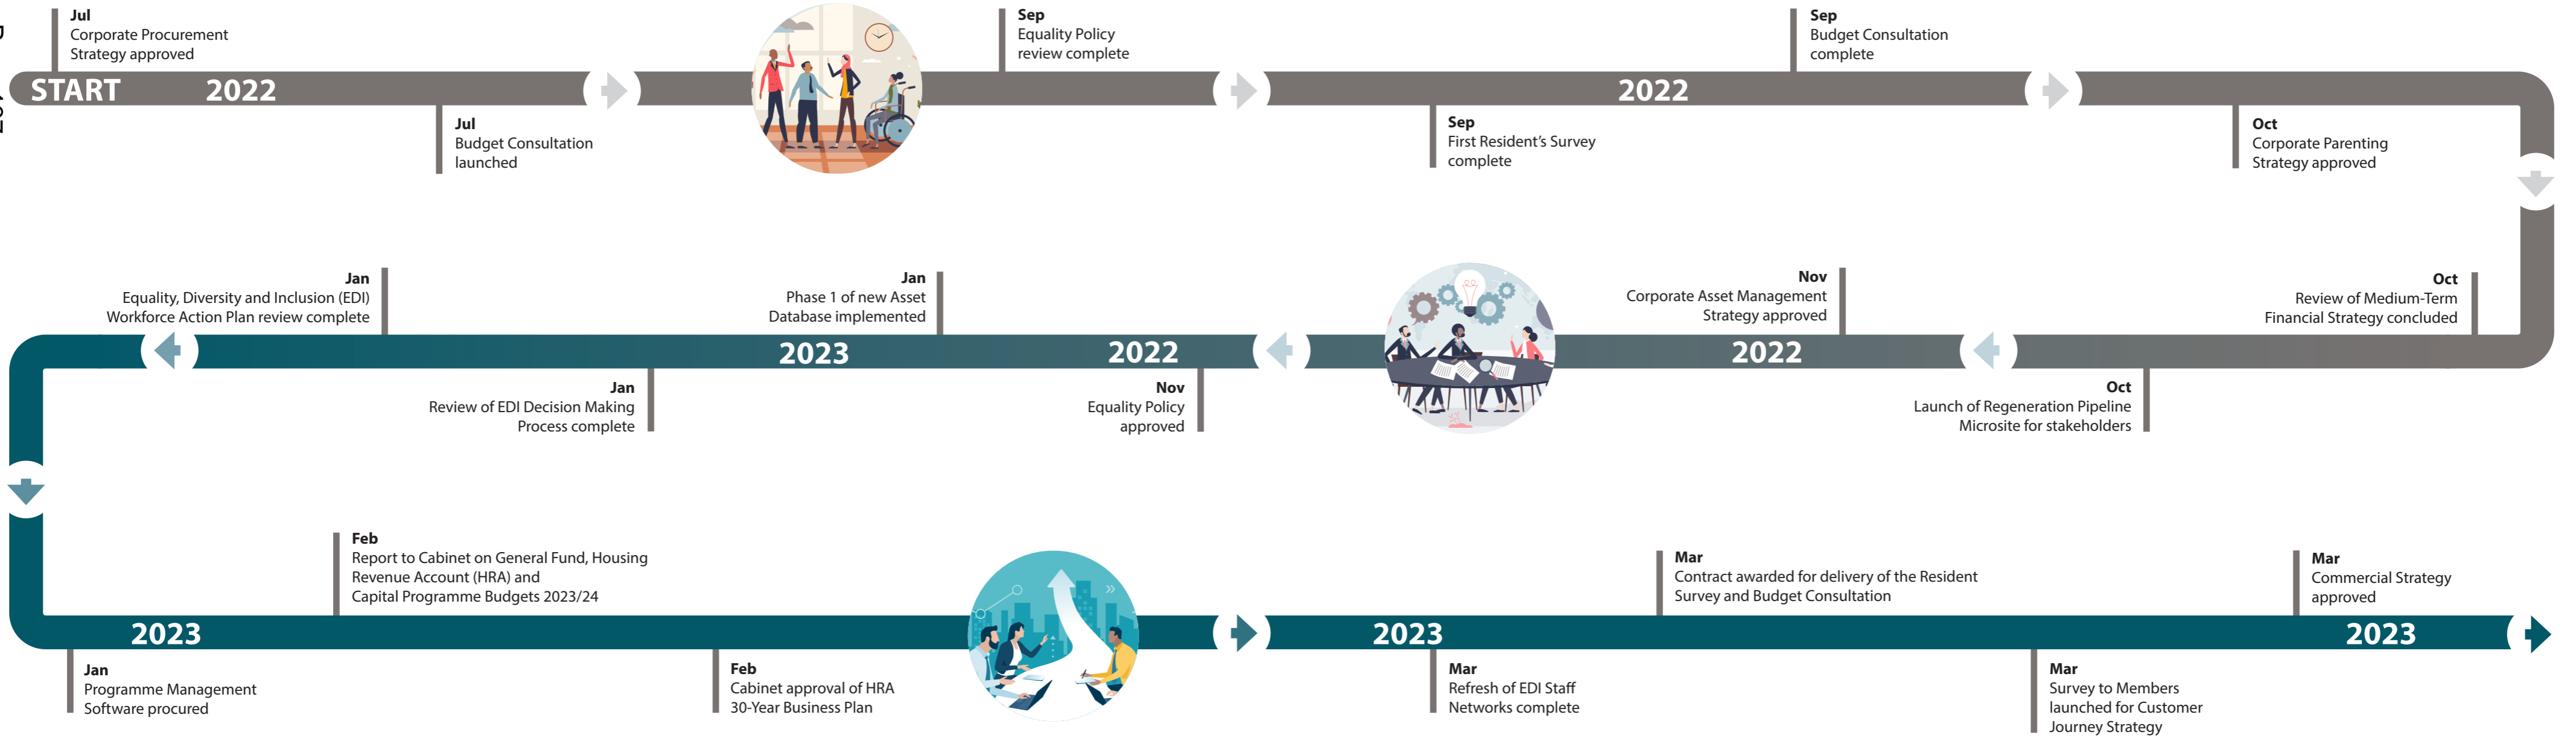 Jul
Corporate Procurement
Strategy approved
START 2022
Jul
Budget Consultation
launched
Sep
Equality Policy
review complete
Sep
First Resident’s Survey
complete
2022
Sep
Budget Consultation
complete
Oct
Corporate Parenting
Strategy approved
Oct
Review of Medium-Term
Financial Strategy concluded
Oct
Launch of Regeneration Pipeline
Microsite for stakeholders
Nov
Corporate Asset Management
Strategy approved
2022
Nov
Equality Policy
approved
2022
Jan
Phase 1 of new Asset
Database implemented
2023
Jan
Review of EDI Decision Making
Process complete
Jan
Equality, Diversity and Inclusion (EDI)
Workforce Action Plan review complete
2023
Jan
Programme Management
Software procured
Feb
Report to Cabinet on General Fund, Housing
Revenue Account (HRA) and
Capital Programme Budgets 2023/24
Feb
Cabinet approval of HRA
30-Year Business Plan
2023
Mar
Refresh of EDI Staff
Networks complete
Mar
Contract awarded for delivery of the Resident
Survey and Budget Consultation
Mar
Survey to Members
launched for Customer
Journey Strategy
Mar
Commercial Strategy
approved
2023